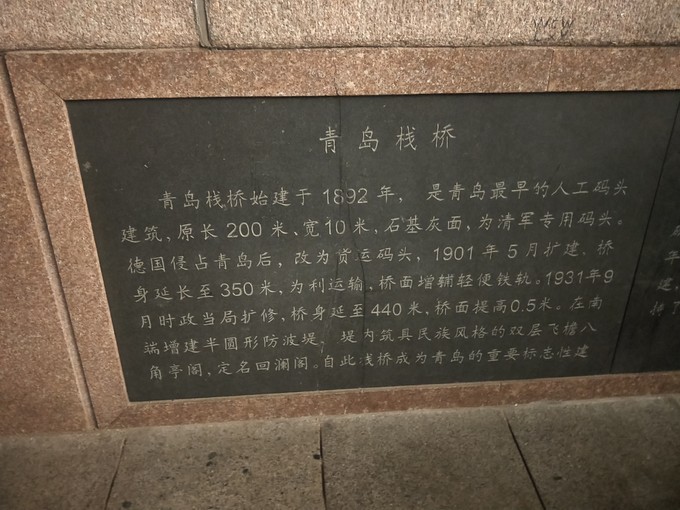 青岛栈桥
青岛栈桥始建于1892年，是青岛最早的人工码头
建筑，原长200米、宽10米，石基灰面，为清军专用码头。
德国侵占青岛后，改为货运码头，1901年5月扩建，桥
身延长至350米，为利运输，桥面增辅轻便铁轨。1931年9
月时政当局扩修，桥身延至440米，桥面提高0.5米。在南
端增建半圆形防波堤，堤内筑具民族风格的双层飞檐八
角亭阁，定名回澜阁。自此栈桥成为青岛的重要标志性建